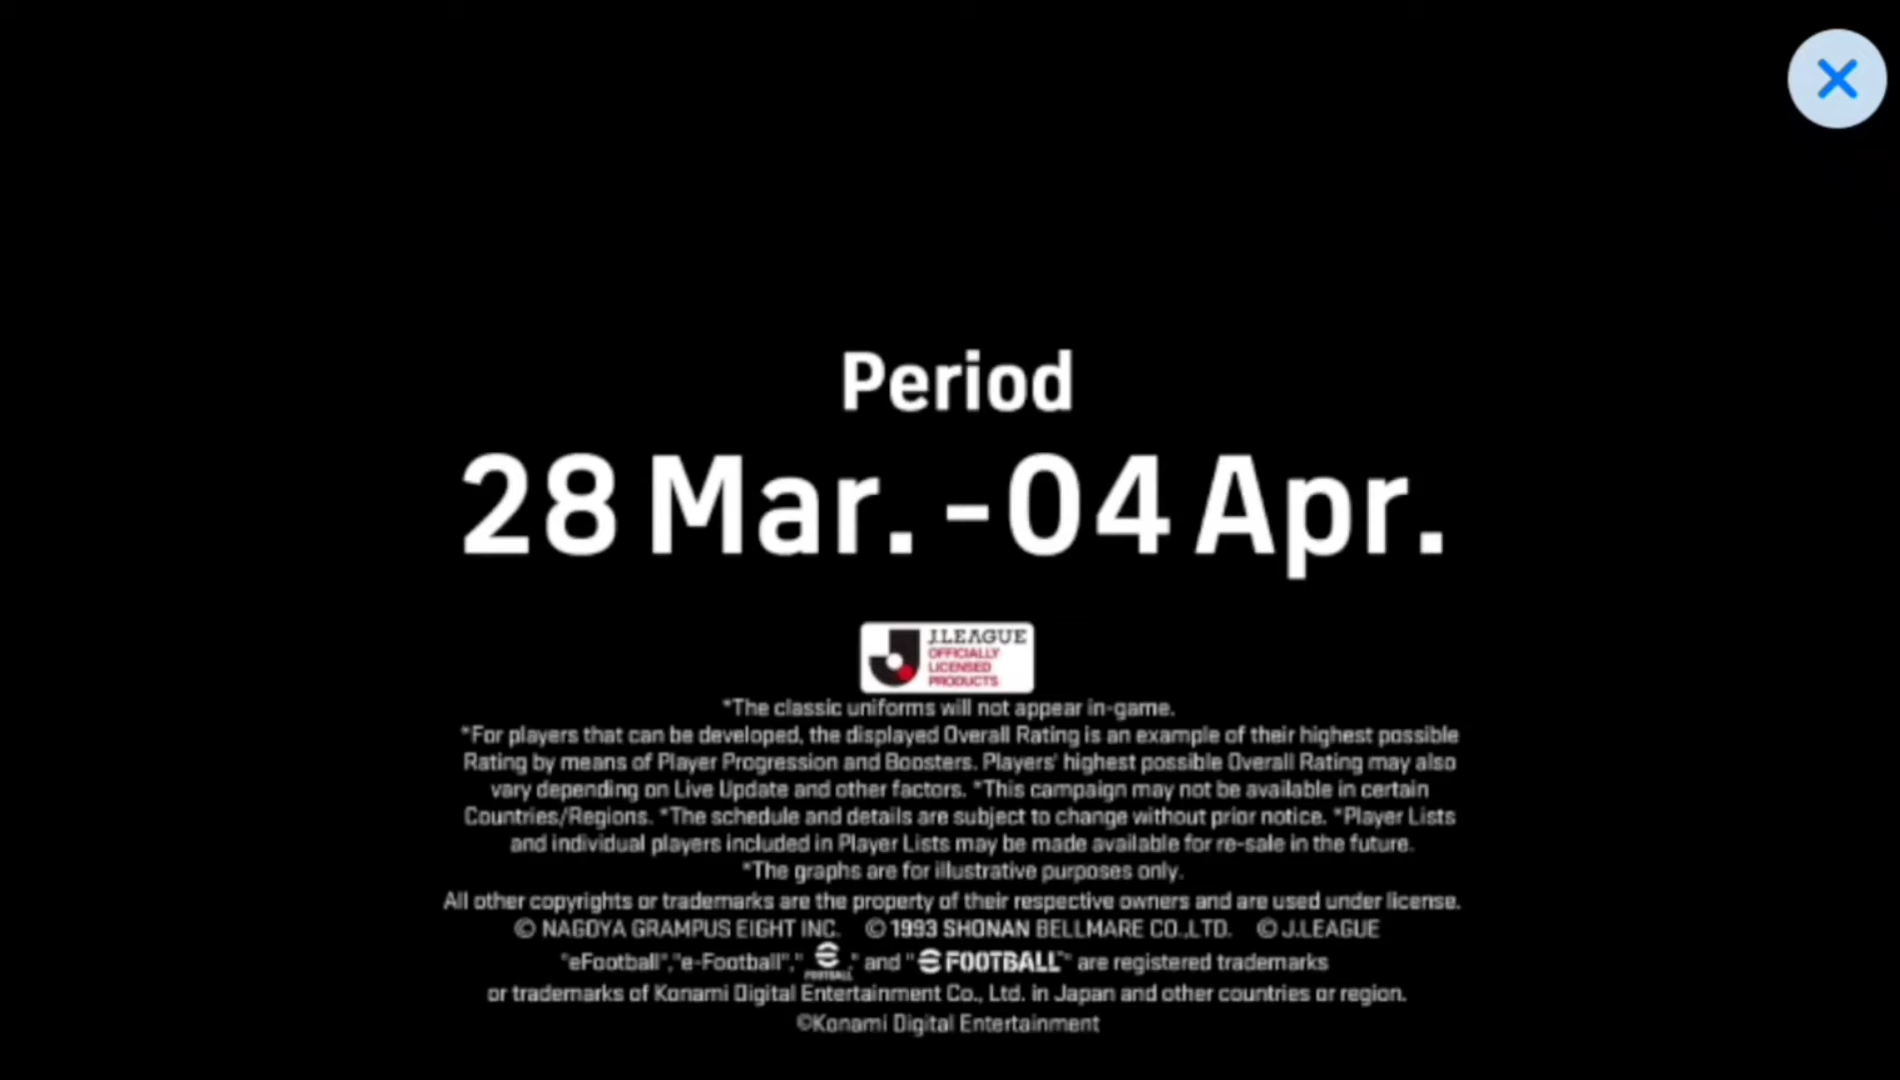 Period
28 Mar. - 04 Apr.
J.LEAGUE
OFFICIALLY
LICENSED
PRODUCTS
*The classic uniforms will not appear in-game.
*For players that can be developed, the displayed Overall Rating is an example of their highest possible
Rating by means of Player Progression and Boosters. Players' highest possible Overall Rating may also
vary depending on Live Update and other factors. *This campaign may not be available in certain
Countries/Regions. *The schedule and details are subject to change without prior notice. *Player Lists
and individual players included in Player Lists may be made available for re-sale in the future.
*The graphs are for illustrative purposes only.
All other copyrights or trademarks are the property of their respective owners and are used under license.
© NAGOYA GRAMPUS EIGHT INC. © 1993 SHONAN BELLMARE CO.,LTD. © J.LEAGUE
"eFootball","e-Football","e FOOTBALL," and "eFOOTBALL™" are registered trademarks
or trademarks of Konami Digital Entertainment Co., Ltd. in Japan and other countries or region.
©Konami Digital Entertainment